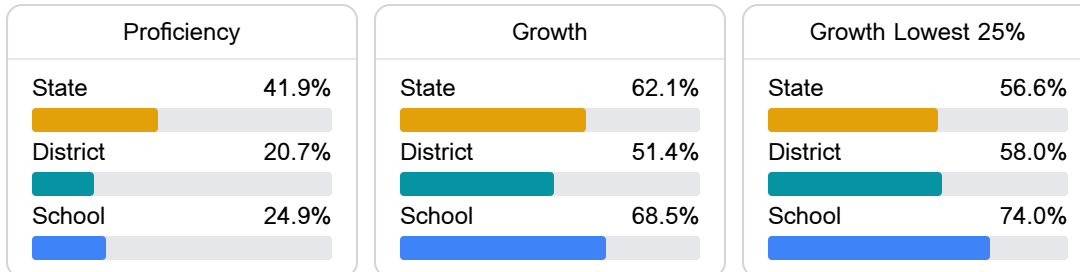 Proficiency
State 41.9%
District 20.7%
School 24.9%
Growth
State 62.1%
District 51.4%
School 68.5%
Growth Lowest 25%
State 56.6%
District 58.0%
School 74.0%